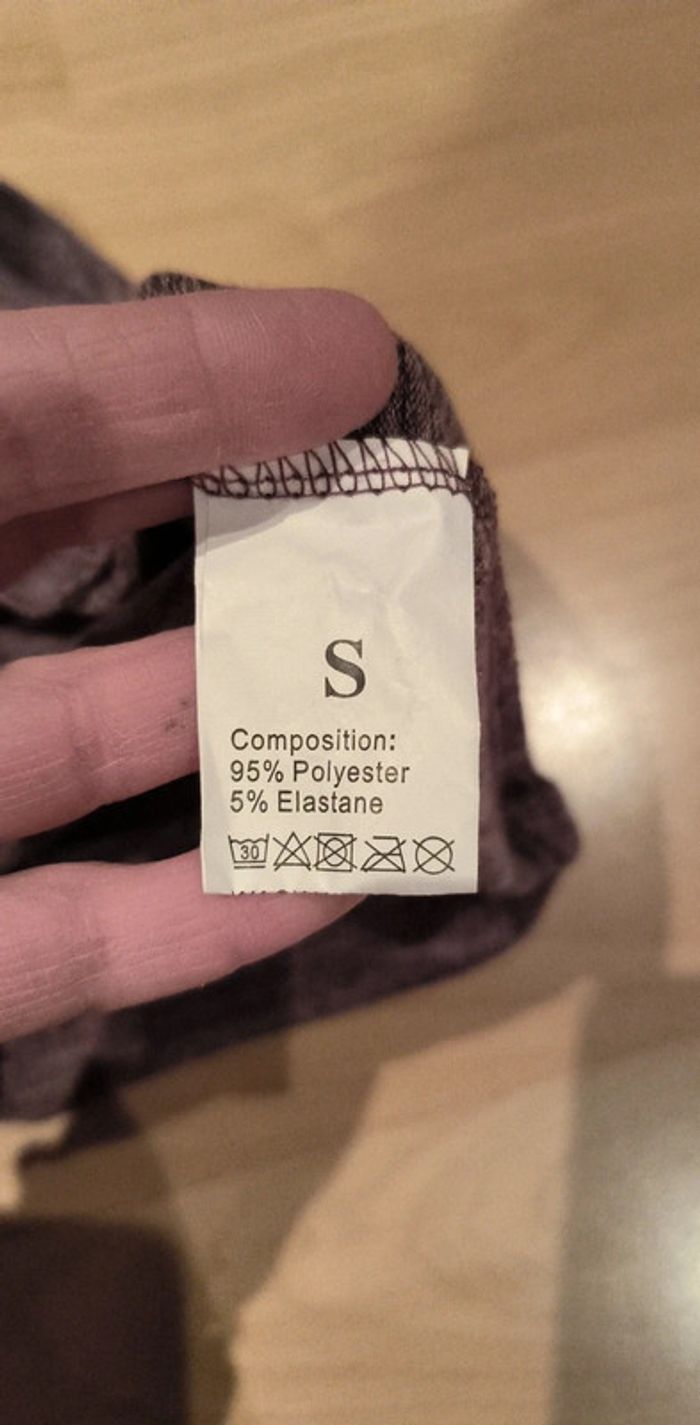 S
Composition:
95% Polyester
5% Elastane
30